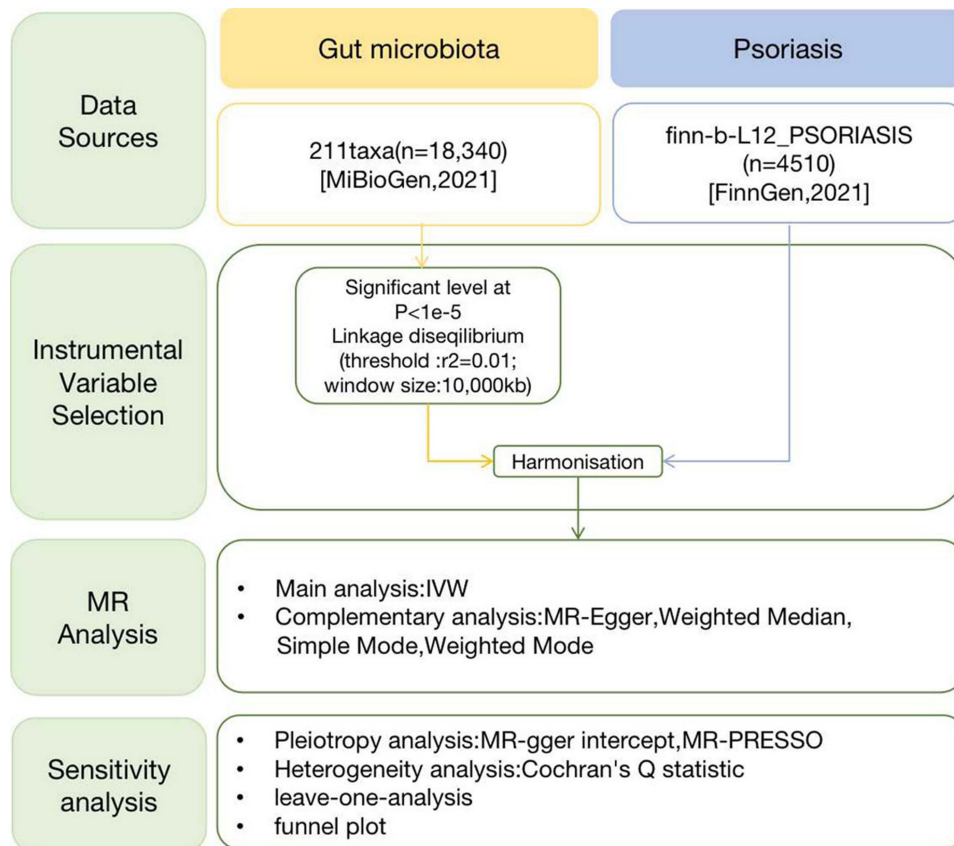 Gut microbiota
Psoriasis
Data
Sources
211taxa(n=18,340)
[MiBioGen,2021]
finn-b-L12_PSORIASIS
(n=4510)
[FinnGen,2021]
Instrumental
Variable
Selection
Significant level at
P<1e-5
Linkage diseqilibrium
(threshold :r2=0.01;
window size:10,000kb)
Harmonisation
MR
Analysis
• Main analysis:IVW
• Complementary analysis:MR-Egger,Weighted Median,
Simple Mode,Weighted Mode
Sensitivity
analysis
• Pleiotropy analysis:MR-gger intercept,MR-PRESSO
• Heterogeneity analysis:Cochran's Q statistic
• leave-one-analysis
• funnel plot